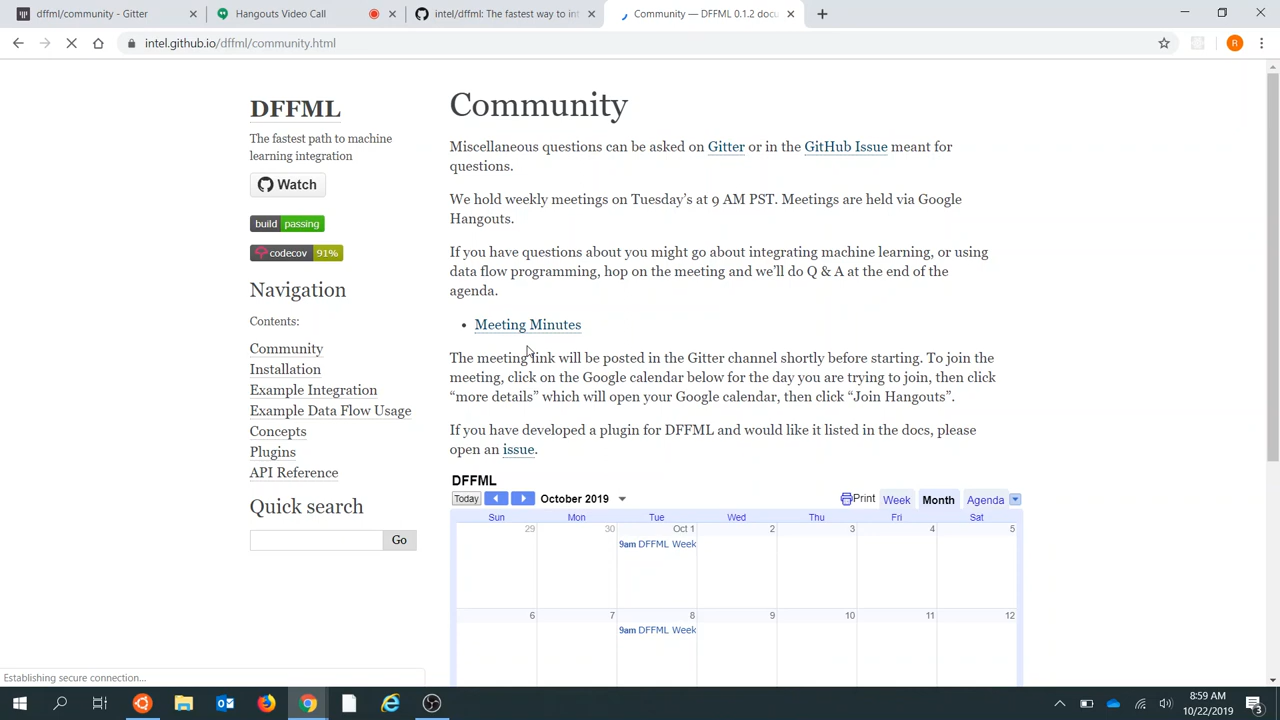 dffml/community - Gitter
Hangouts Video Call
intel/dffml: The fastest way to int
Community — DFFML 0.1.2 docu
intel.github.io/dffml/community.html
R
DFFML
The fastest path to machine
learning integration
Watch
build passing
codecov 91%
Navigation
Contents:
Community
Installation
Example Integration
Example Data Flow Usage
Concepts
Plugins
API Reference
Quick search
Go
Community
Miscellaneous questions can be asked on Gitter or in the GitHub Issue meant for
questions.
We hold weekly meetings on Tuesday's at 9 AM PST. Meetings are held via Google
Hangouts.
If you have questions about you might go about integrating machine learning, or using
data flow programming, hop on the meeting and we'll do Q & A at the end of the
agenda.
• Meeting Minutes
The meeting link will be posted in the Gitter channel shortly before starting. To join the
meeting, click on the Google calendar below for the day you are trying to join, then click
“more details” which will open your Google calendar, then click “Join Hangouts”.
If you have developed a plugin for DFFML and would like it listed in the docs, please
open an issue.
DFFML
Today October 2019 Print Week Month Agenda
Sun Mon Tue Wed Thu Fri Sat
29 30 Oct 1 2 3 4 5
9am DFFML Week
6 7 8 9 10 11 12
9am DFFML Week
Establishing secure connection...
8:59 AM
10/22/2019
3